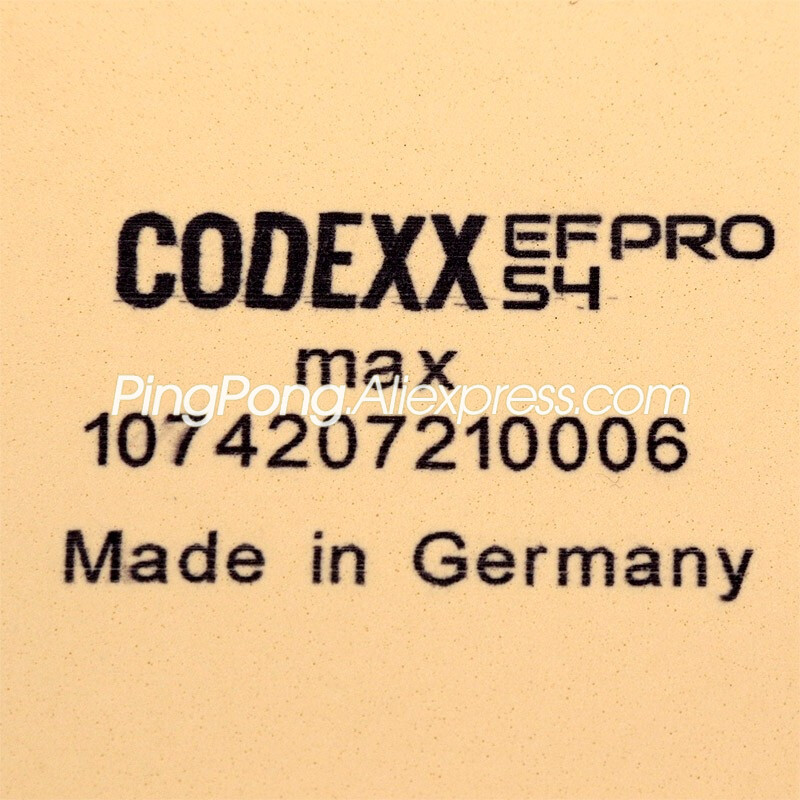 CODEXX EF PRO
54
max
PingPong.Aliexpress.com
1074207210006
Made in Germany